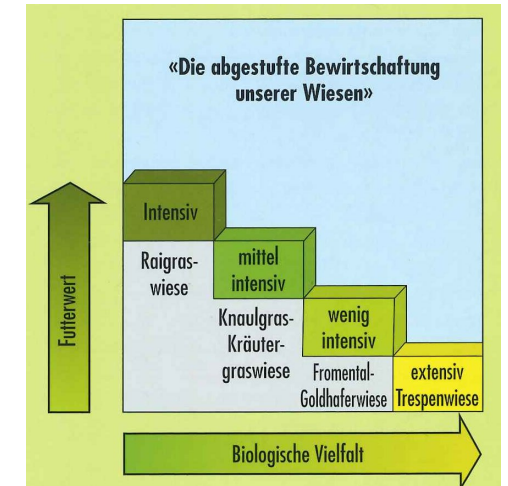 «Die abgestufte Bewirtschaftung
unserer Wiesen»
Intensiv
Raigras-
wiese
mittel
intensiv
Knaulgras-
Kräuter-
graswiese
wenig
intensiv
Fromental-
Goldhaferwiese
extensiv
Trespenwiese
Futterwert
Biologische Vielfalt